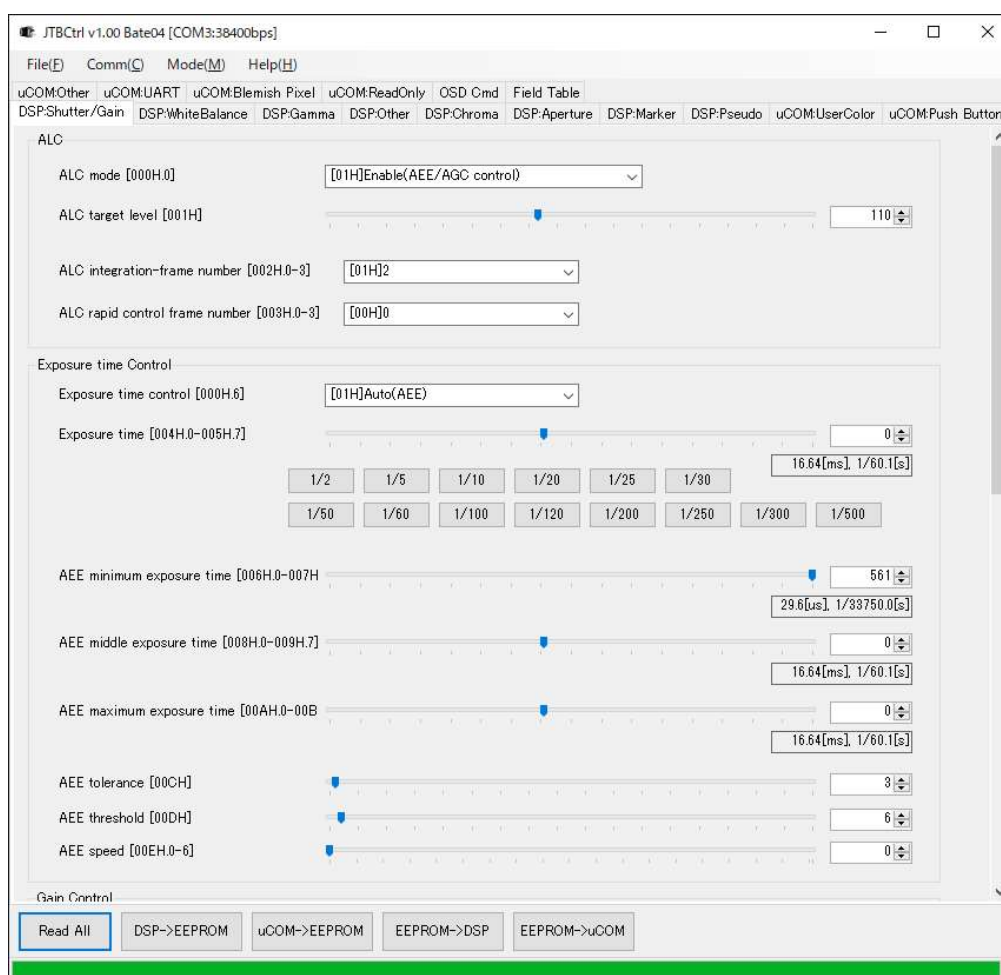 JTBCtrl v1.00 Bate04 [COM3:38400bps]
File(F) Comm(C) Mode(M) Help(H)
uCOM:Other uCOM:UART uCOM:Blemish Pixel uCOM:ReadOnly OSD Cmd Field Table
DSP:Shutter/Gain DSP:WhiteBalance DSP:Gamma DSP:Other DSP:Chroma DSP:Aperture DSP:Marker DSP:Pseudo uCOM:UserColor uCOM:Push Button
ALC
ALC mode [000H.0] [01H]Enable(AEE/AGC control)
ALC target level [001H] 110
ALC integration-frame number [002H.0-3] [01H]2
ALC rapid control frame number [003H.0-3] [00H]0
Exposure time Control
Exposure time control [000H.6] [01H]Auto(AEE)
Exposure time [004H.0-005H.7] 0
16.64[ms], 1/60.1[s]
1/2 1/5 1/10 1/20 1/25 1/30
1/50 1/60 1/100 1/120 1/200 1/250 1/300 1/500
AEE minimum exposure time [006H.0-007H 561
29.6[us], 1/33750.0[s]
AEE middle exposure time [008H.0-009H.7] 0
16.64[ms], 1/60.1[s]
AEE maximum exposure time [00AH.0-00B 0
16.64[ms], 1/60.1[s]
AEE tolerance [00CH] 3
AEE threshold [00DH] 6
AEE speed [00EH.0-6] 0
Gain Control
Read All DSP->EEPROM uCOM->EEPROM EEPROM->DSP EEPROM->uCOM